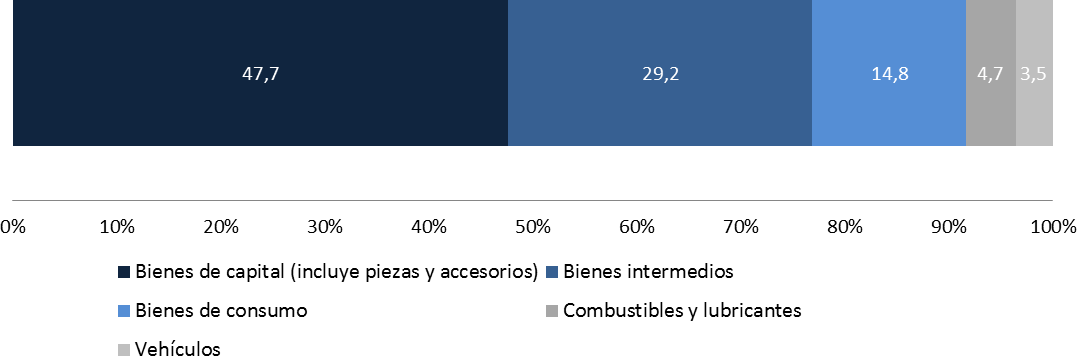 47,7 29,2 14,8 4,7 3,5
0% 10% 20% 30% 40% 50% 60% 70% 80% 90% 100%
Bienes de capital (incluye piezas y accesorios) Bienes intermedios
Bienes de consumo Combustibles y lubricantes
Vehículos